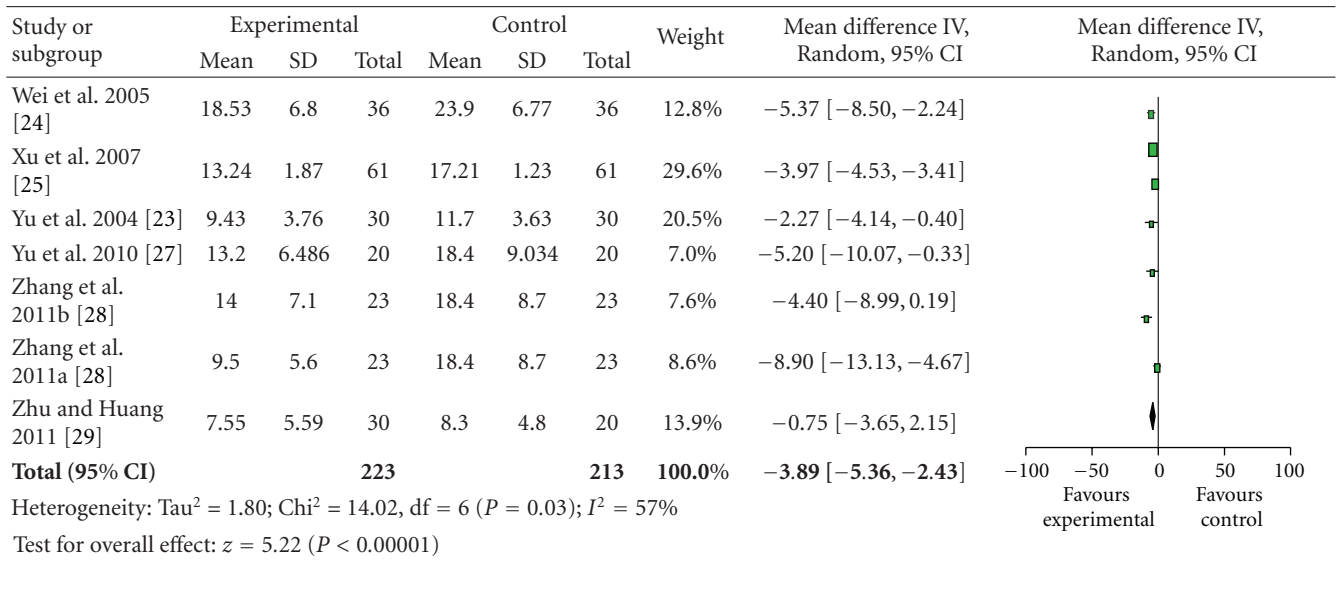 Study or subgroup Experimental Control Weight Mean difference IV, Random, 95% CI Mean difference IV, Random, 95% CI
Mean SD Total Mean SD Total
Wei et al. 2005 [24] 18.53 6.8 36 23.9 6.77 36 12.8% −5.37 [−8.50, −2.24]
Xu et al. 2007 [25] 13.24 1.87 61 17.21 1.23 61 29.6% −3.97 [−4.53, −3.41]
Yu et al. 2004 [23] 9.43 3.76 30 11.7 3.63 30 20.5% −2.27 [−4.14, −0.40]
Yu et al. 2010 [27] 13.2 6.486 20 18.4 9.034 20 7.0% −5.20 [−10.07, −0.33]
Zhang et al. 2011b [28] 14 7.1 23 18.4 8.7 23 7.6% −4.40 [−8.99, 0.19]
Zhang et al. 2011a [28] 9.5 5.6 23 18.4 8.7 23 8.6% −8.90 [−13.13, −4.67]
Zhu and Huang 2011 [29] 7.55 5.59 30 8.3 4.8 20 13.9% −0.75 [−3.65, 2.15]
Total (95% CI) 223 213 100.0% −3.89 [−5.36, −2.43]
Heterogeneity: Tau² = 1.80; Chi² = 14.02, df = 6 (P = 0.03); I² = 57%
Test for overall effect: z = 5.22 (P < 0.00001)
−100 −50 0 50 100
Favours experimental
Favours control